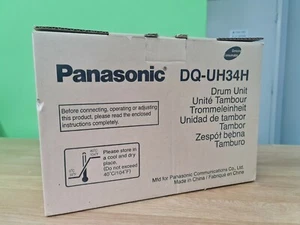 Panasonic
DQ-UH34H
Drum Unit
Unité Tambour
Trommeleinheit
Unidad de tambor
Tambor
Zespół bębna
Tamburo
Before connecting, operating or adjusting
this product, please read the enclosed
instructions completely.
Please store in
a cool and dry
place.
(Do not exceed
40°C/104°F)
Mfd for Panasonic Communications Co., Ltd.
Made in China / Fabriqué en Chine